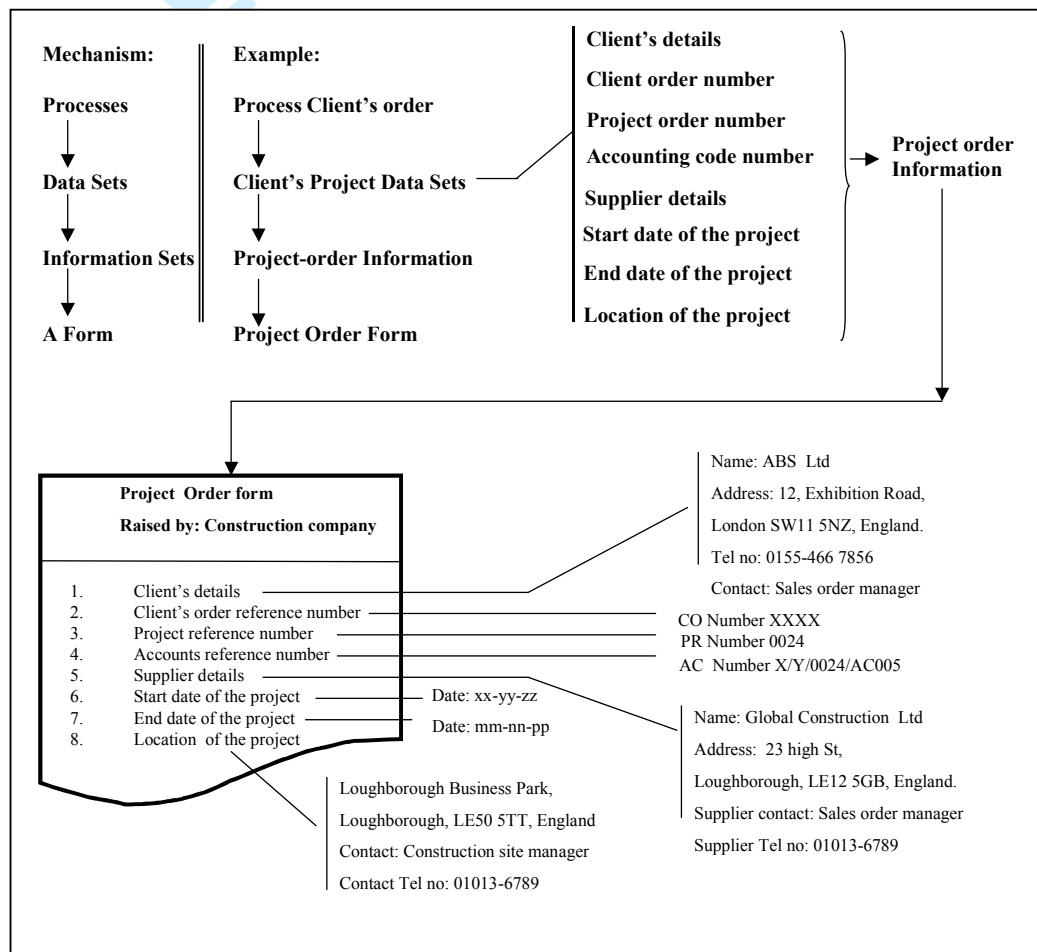 Mechanism:
Processes
Data Sets
Information Sets
A Form
Example:
Process Client's order
Client's Project Data Sets
Project-order Information
Project Order Form
Client's details
Client order number
Project order number
Accounting code number
Supplier details
Start date of the project
End date of the project
Location of the project
Project order
Information
Project Order form
Raised by: Construction company
1. Client's details
2. Client's order reference number
3. Project reference number
4. Accounts reference number
5. Supplier details
6. Start date of the project
7. End date of the project
8. Location of the project
Name: ABS Ltd
Address: 12, Exhibition Road,
London SW11 5NZ, England.
Tel no: 0155-466 7856
Contact: Sales order manager
CO Number XXXX
PR Number 0024
AC Number X/Y/0024/AC005
Date: xx-yy-zz
Date: mm-nn-pp
Name: Global Construction Ltd
Address: 23 high St,
Loughborough, LE12 5GB, England.
Supplier contact: Sales order manager
Supplier Tel no: 01013-6789
Loughborough Business Park,
Loughborough, LE50 5TT, England
Contact: Construction site manager
Contact Tel no: 01013-6789